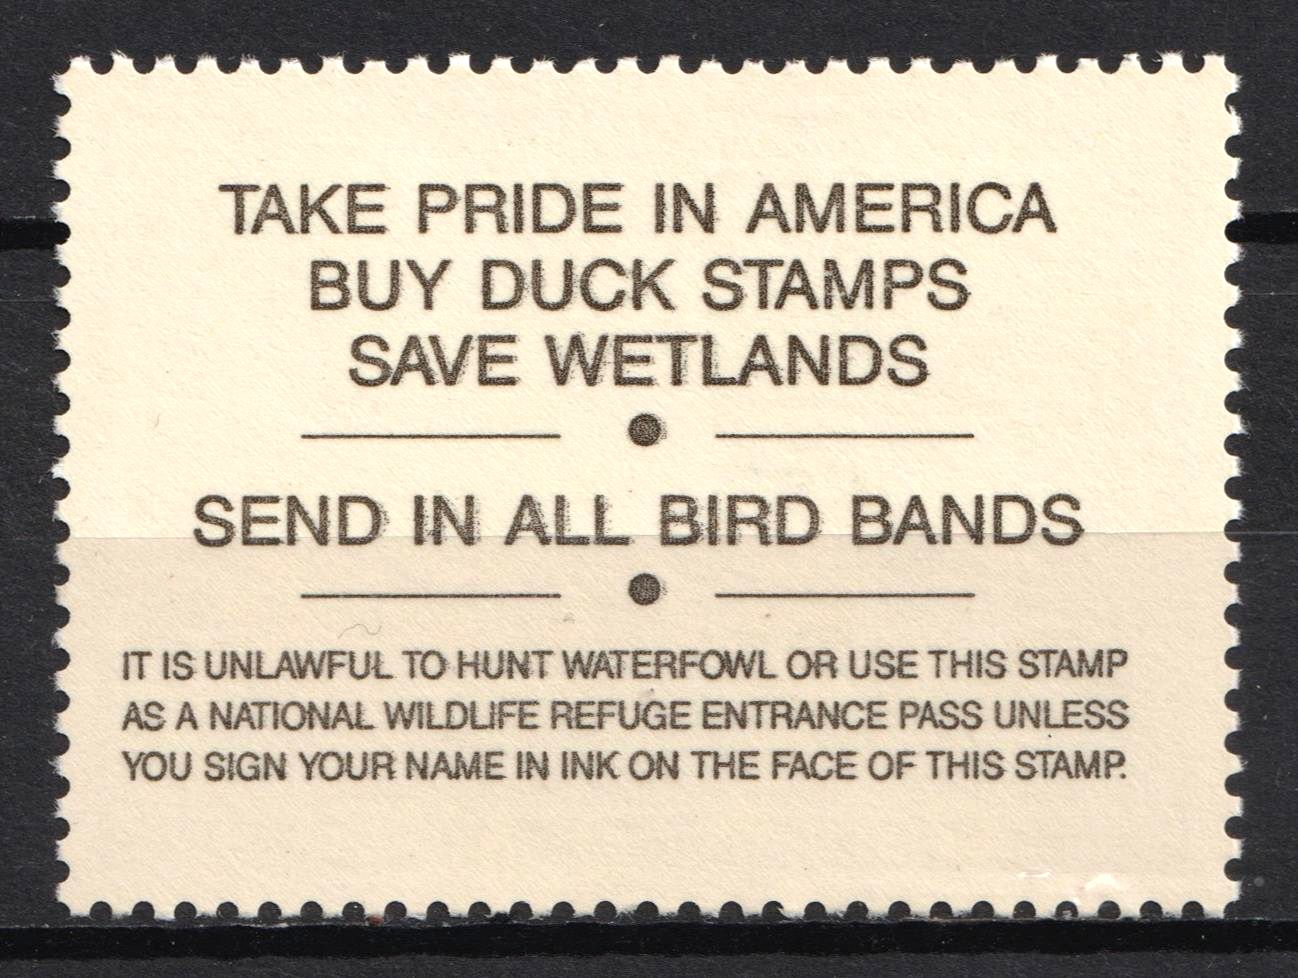 TAKE PRIDE IN AMERICA
BUY DUCK STAMPS
SAVE WETLANDS
SEND IN ALL BIRD BANDS
IT IS UNLAWFUL TO HUNT WATERFOWL OR USE THIS STAMP
AS A NATIONAL WILDLIFE REFUGE ENTRANCE PASS UNLESS
YOU SIGN YOUR NAME IN INK ON THE FACE OF THIS STAMP.